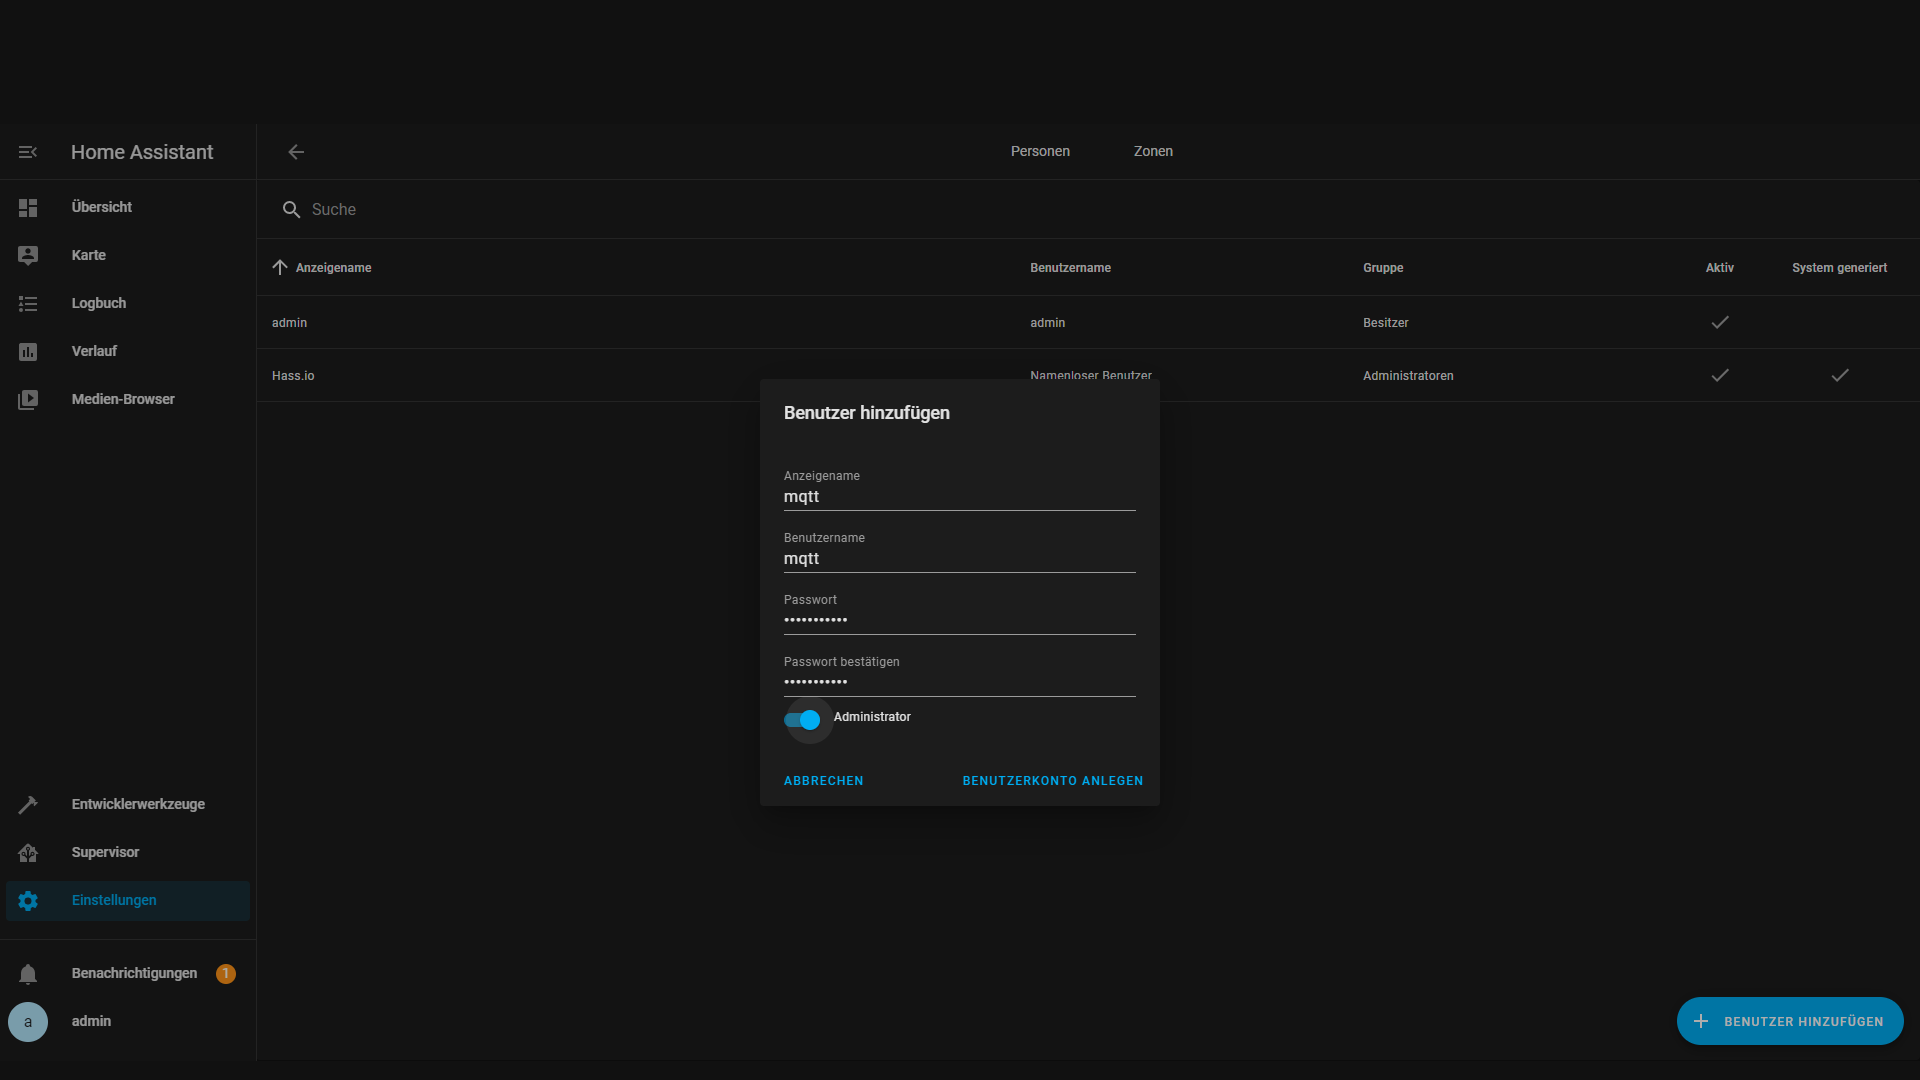 Home Assistant
Personen
Zonen
Übersicht
Karte
Logbuch
Verlauf
Medien-Browser
Entwicklerwerkzeuge
Supervisor
Einstellungen
Benachrichtigungen 1
a admin
Suche
Anzeigename Benutzername Gruppe Aktiv System generiert
admin admin Besitzer
Hass.io Namenloser Benutzer Administratoren
Benutzer hinzufügen
Anzeigename
mqtt
Benutzername
mqtt
Passwort
•••••••••••
Passwort bestätigen
•••••••••••
Administrator
ABBRECHEN BENUTZERKONTO ANLEGEN
BENUTZER HINZUFÜGEN